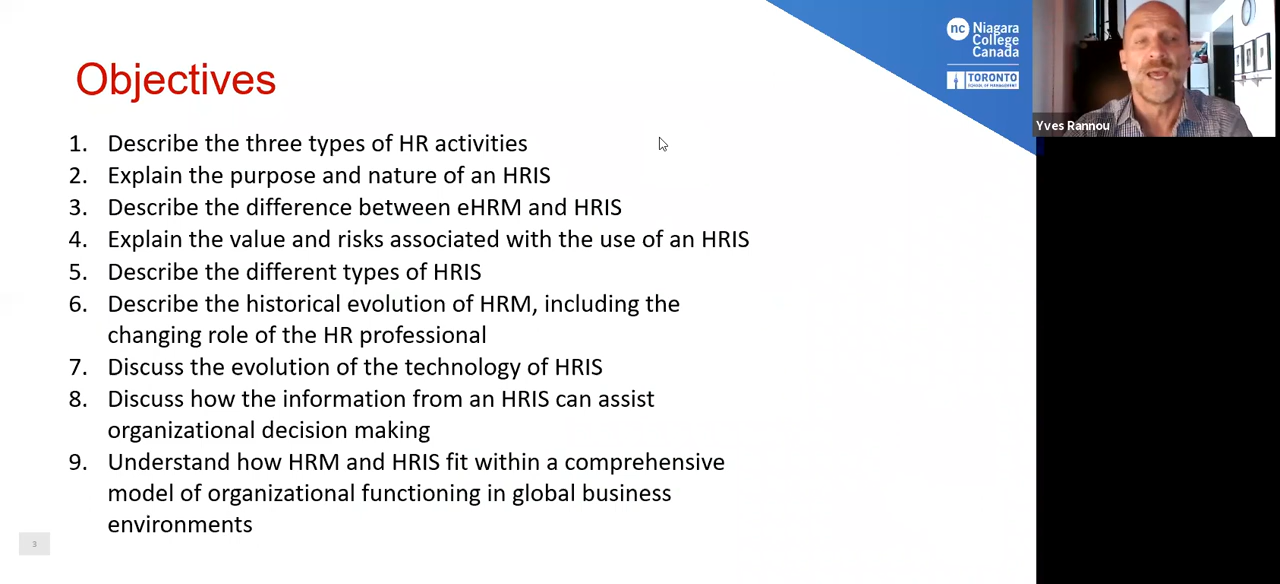 Objectives
1. Describe the three types of HR activities
2. Explain the purpose and nature of an HRIS
3. Describe the difference between eHRM and HRIS
4. Explain the value and risks associated with the use of an HRIS
5. Describe the different types of HRIS
6. Describe the historical evolution of HRM, including the
changing role of the HR professional
7. Discuss the evolution of the technology of HRIS
8. Discuss how the information from an HRIS can assist
organizational decision making
9. Understand how HRM and HRIS fit within a comprehensive
model of organizational functioning in global business
environments
3
nc
Niagara
College
Canada
TORONTO
SCHOOL OF MANAGEMENT
Yves Rannou